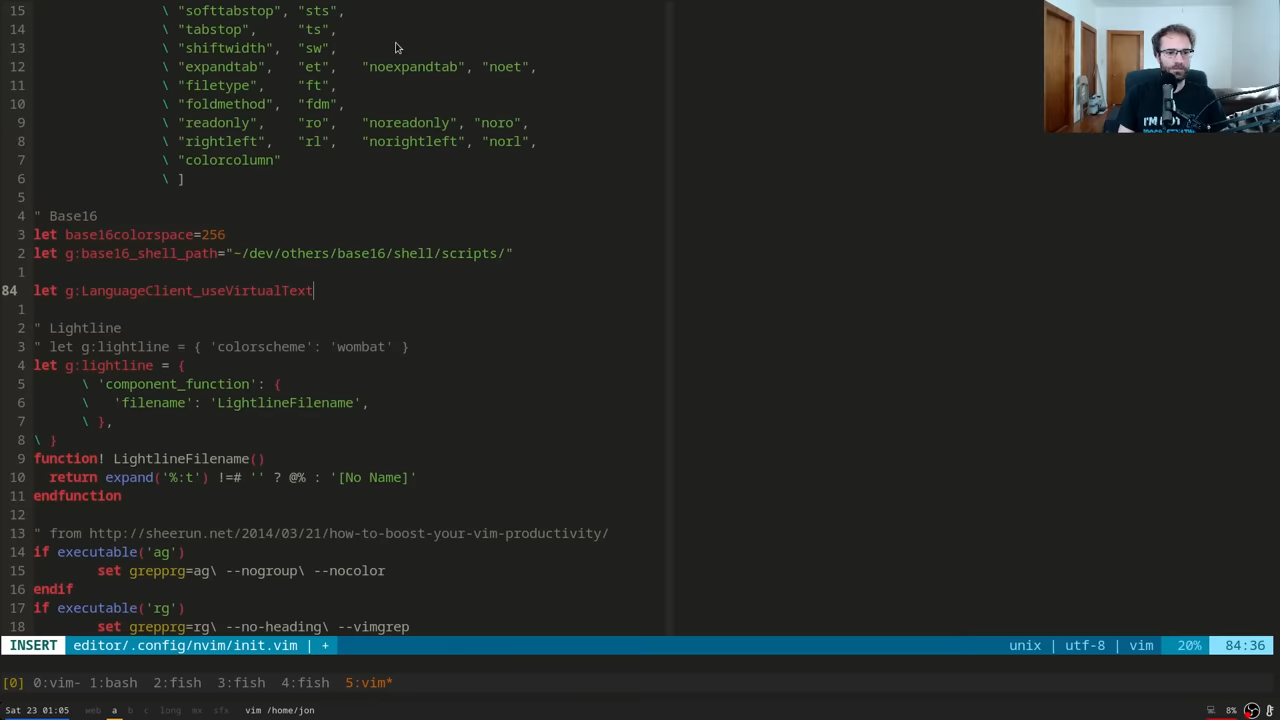 15 \ "softtabstop", "sts",
14 \ "tabstop", "ts",
13 \ "shiftwidth", "sw",
12 \ "expandtab", "et", "noexpandtab", "noet",
11 \ "filetype", "ft",
10 \ "foldmethod", "fdm",
9 \ "readonly", "ro", "noreadonly", "noro",
8 \ "rightleft", "rl", "norightleft", "norl",
7 \ "colorcolumn"
6 \ ]
5
4 " Base16
3 let base16colorspace=256
2 let g:base16_shell_path="~/dev/others/base16/shell/scripts/"
1
84 let g:LanguageClient_useVirtualText
1
2 " Lightline
3 " let g:lightline = { 'colorscheme': 'wombat' }
4 let g:lightline = {
5 \ 'component_function': {
6 \ 'filename': 'LightlineFilename',
7 \ },
8 \ }
9 function! LightlineFilename()
10 return expand('%:t') !=# '' ? @% : '[No Name]'
11 endfunction
12
13 " from http://sheerun.net/2014/03/21/how-to-boost-your-vim-productivity/
14 if executable('ag')
15 set grepprg=ag\ --nogroup\ --nocolor
16 endif
17 if executable('rg')
18 set grepprg=rg\ --no-heading\ --vimgrep
INSERT editor/.config/nvim/init.vim | + unix | utf-8 | vim 20% 84:36
[0] 0:vim- 1:bash 2:fish 3:fish 4:fish 5:vim*
Sat 23 01:05 web a b c long mx sfx vim /home/jon 8%